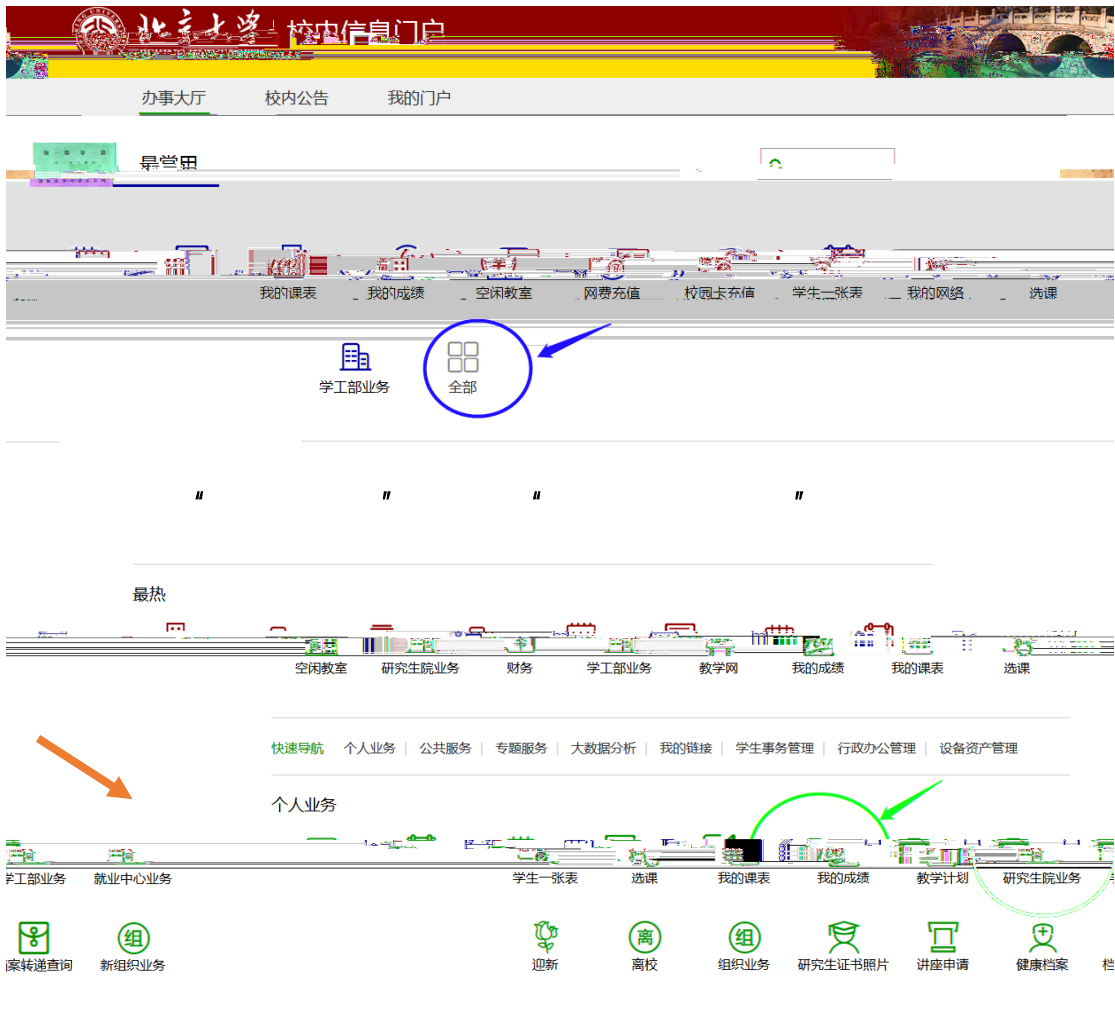 北京大学 校内信息门户
办事大厅 校内公告 我的门户
最常用
我的课表 我的成绩 空闲教室 网费充值 校园卡充值 学生一张表 我的网络 选课
学工部业务 全部
“ ” “ ”
最热
空闲教室 研究生院业务 财务 学工部业务 教学网 我的成绩 我的课表 选课
快速导航 个人业务 | 公共服务 | 专题服务 | 大数据分析 | 我的链接 | 学生事务管理 | 行政办公管理 | 设备资产管理
个人业务
学工部业务 就业中心业务 学生一张表 选课 我的课表 我的成绩 教学计划 研究生院业务
组 离 组
档案转递查询 新组织业务 迎新 离校 组织业务 研究生证书照片 讲座申请 健康档案 档